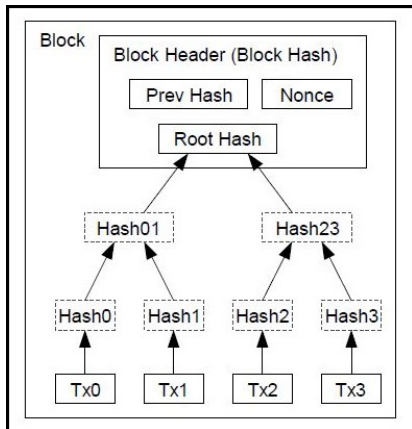 Block
Block Header (Block Hash)
Prev Hash Nonce
Root Hash
Hash01 Hash23
Hash0 Hash1 Hash2 Hash3
Tx0 Tx1 Tx2 Tx3